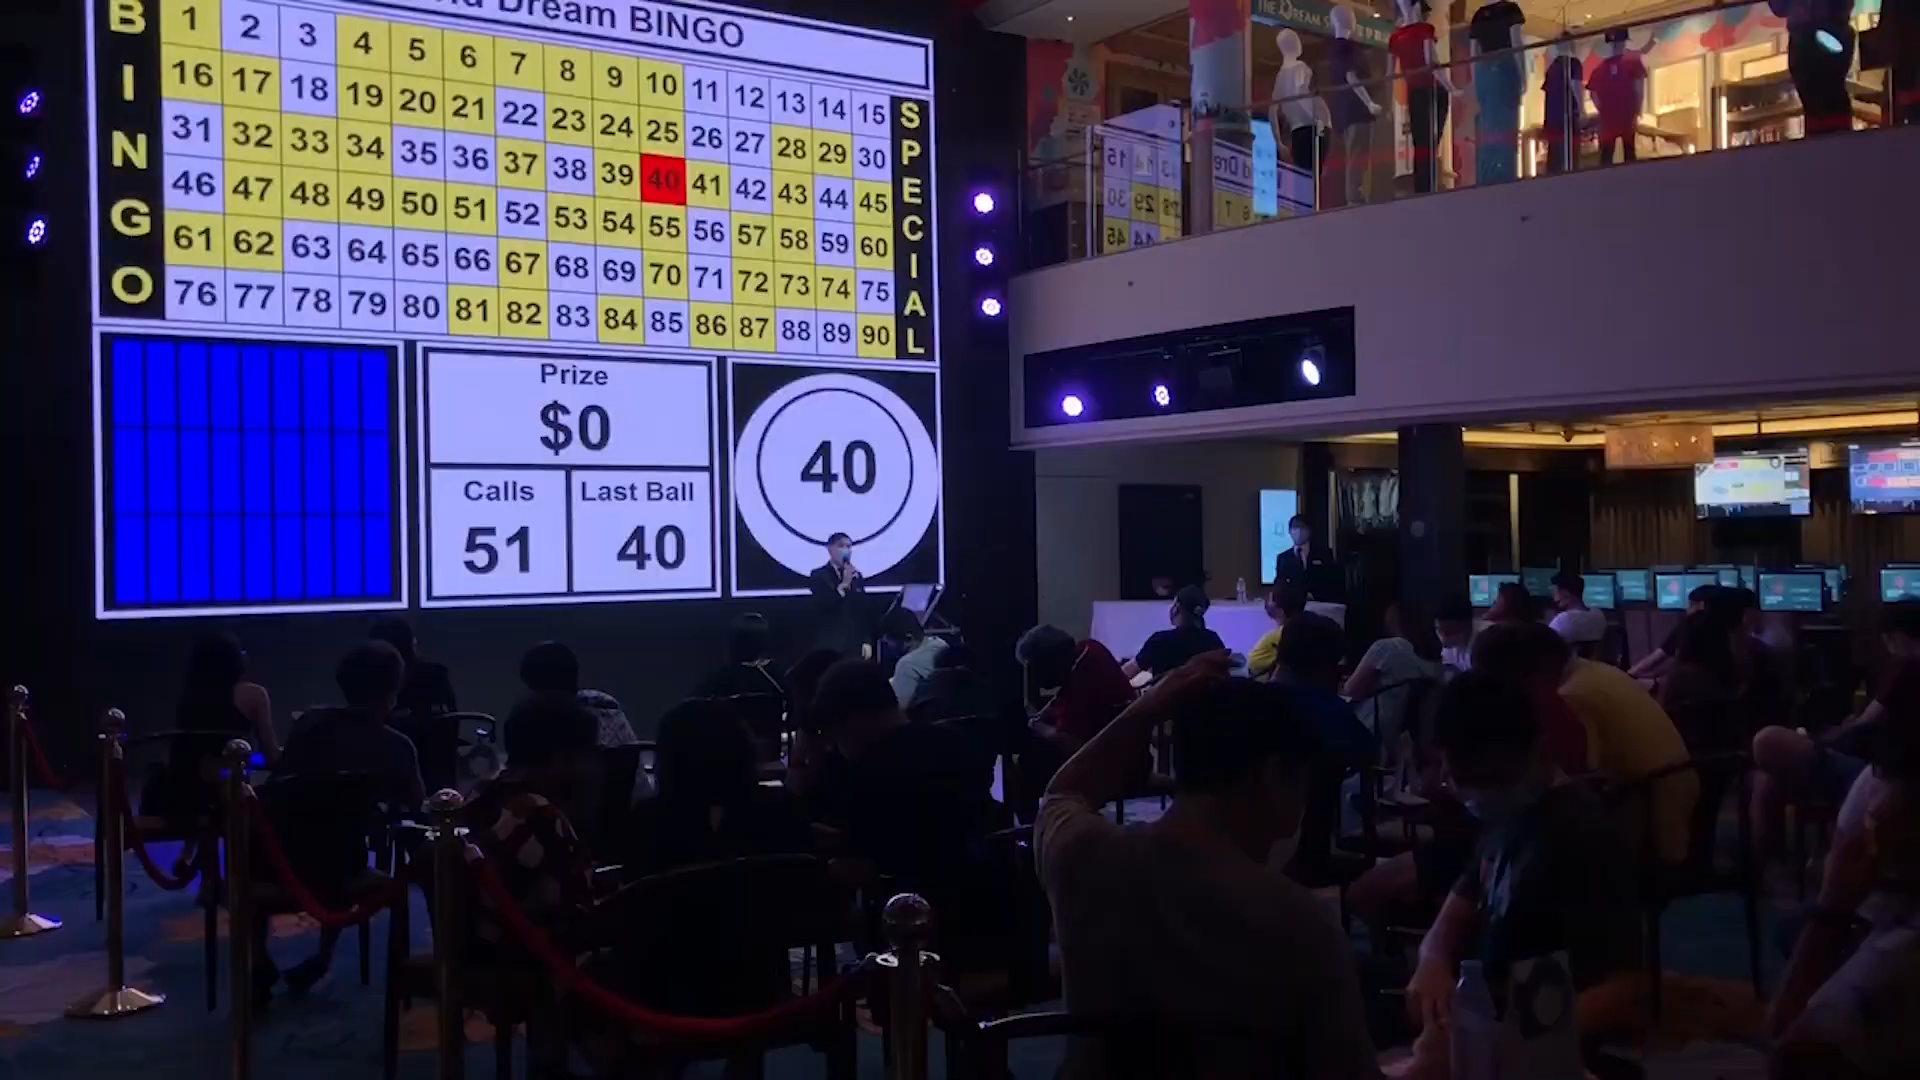 Dream BINGO
B 1 2 3 4 5 6 7 8 9 10 11 12 13 14 15 S
I 16 17 18 19 20 21 22 23 24 25 26 27 28 29 30 P
N 31 32 33 34 35 36 37 38 39 40 41 42 43 44 45 E
G 46 47 48 49 50 51 52 53 54 55 56 57 58 59 60 C
O 61 62 63 64 65 66 67 68 69 70 71 72 73 74 75 I
76 77 78 79 80 81 82 83 84 85 86 87 88 89 90 A
L
Prize
$0
Calls
51
Last Ball
40
40
THE DREAM